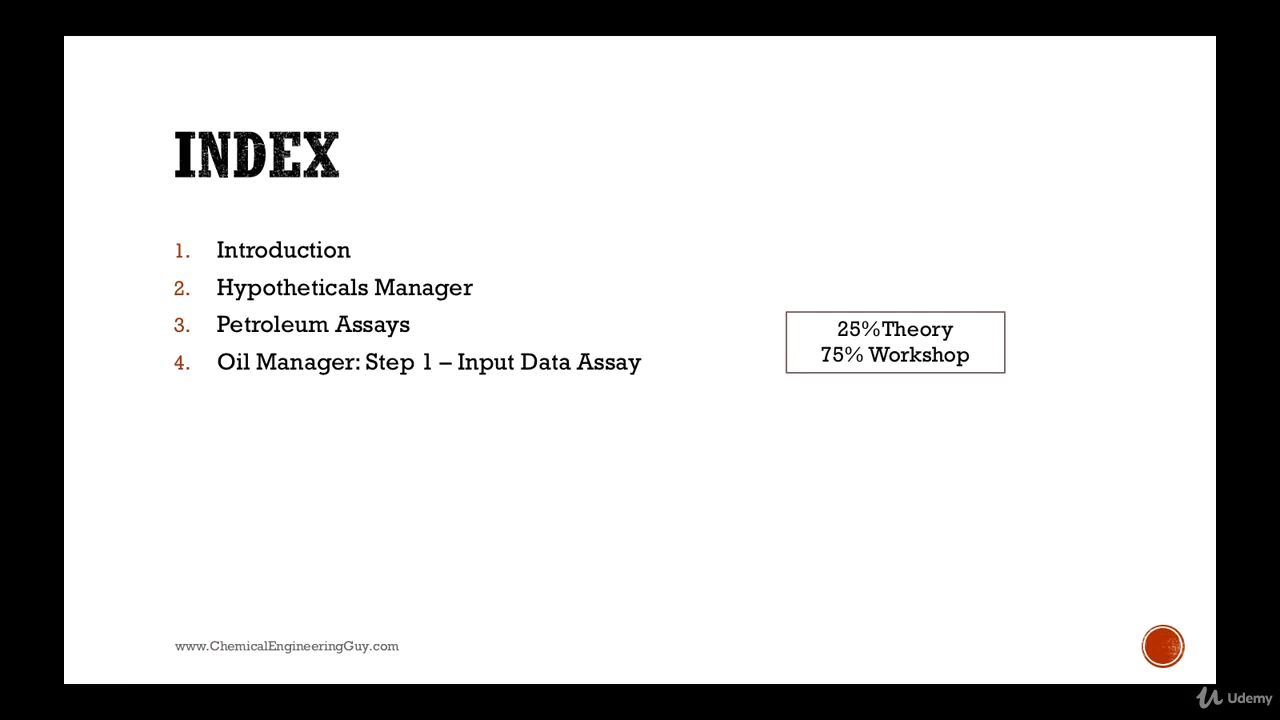 INDEX
1. Introduction
2. Hypotheticals Manager
3. Petroleum Assays
4. Oil Manager: Step 1 – Input Data Assay
25%Theory
75% Workshop
www.ChemicalEngineeringGuy.com
Udemy